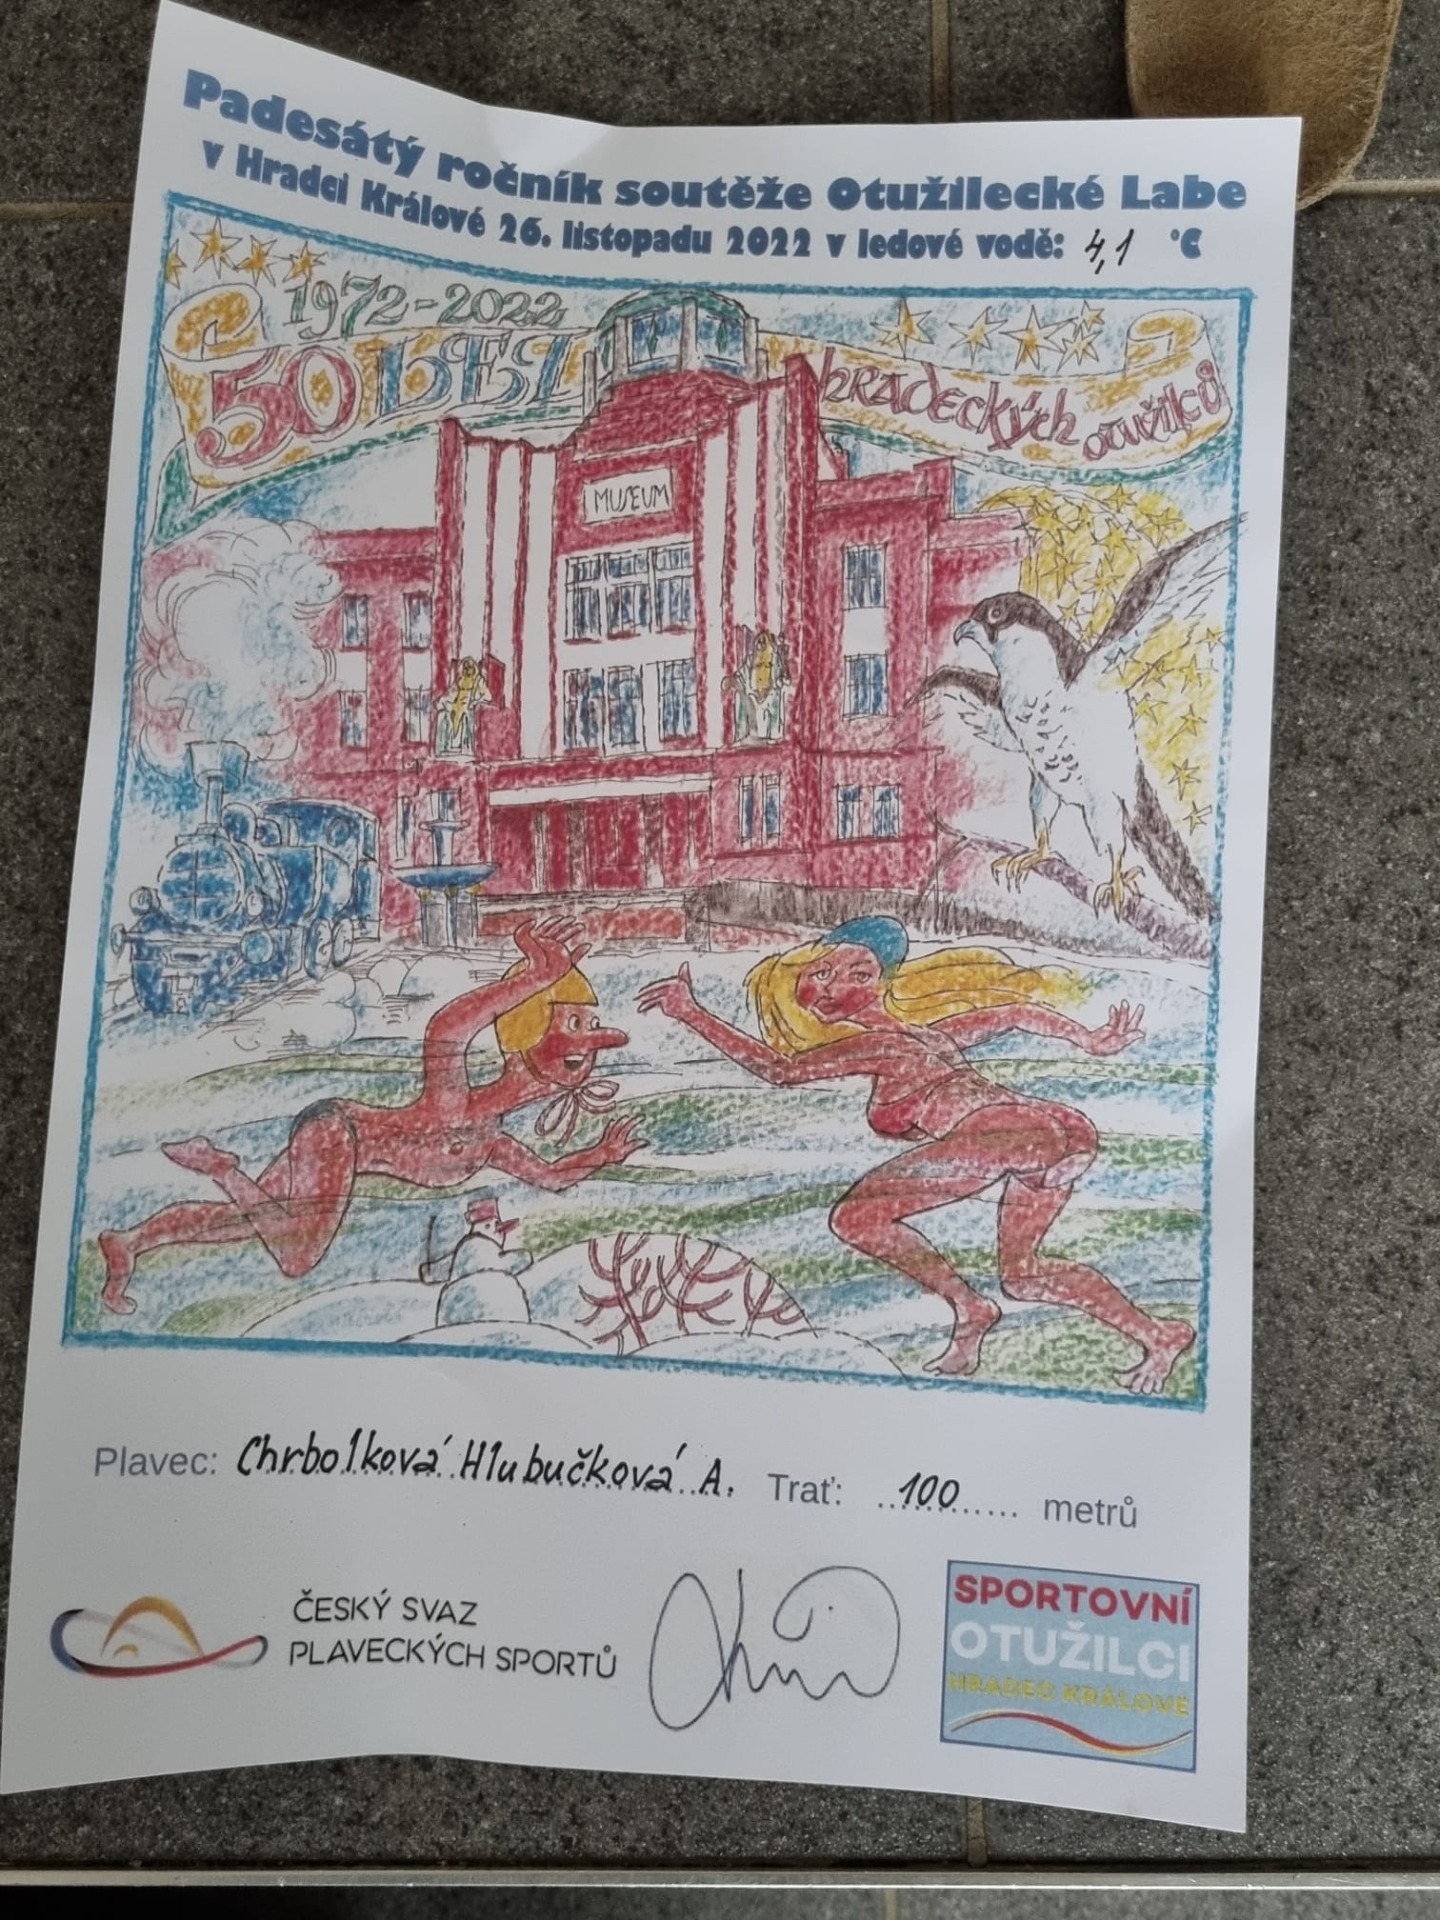 Padesátý ročník soutěže Otužilecké Labe
v Hradci Králové 26. listopadu 2022 v ledové vodě: 4,1 °C
1972-2022
50 LET
hradeckých otužilců
MUSEUM
Plavec: Chrbolková Hlubučková A. Trať: 100 metrů
ČESKÝ SVAZ
PLAVECKÝCH SPORTŮ
SPORTOVNÍ
OTUŽILCI
HRADEC KRÁLOVÉ